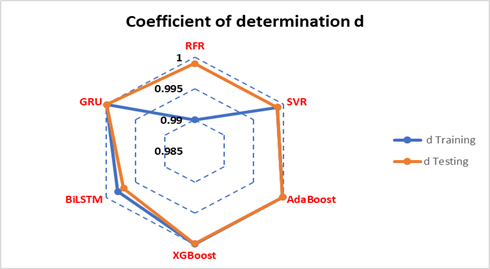 Coefficient of determination d
RFR
1
0.995
GRU
SVR
0.99
d Training
0.985
d Testing
BiLSTM
AdaBoost
XGBoost